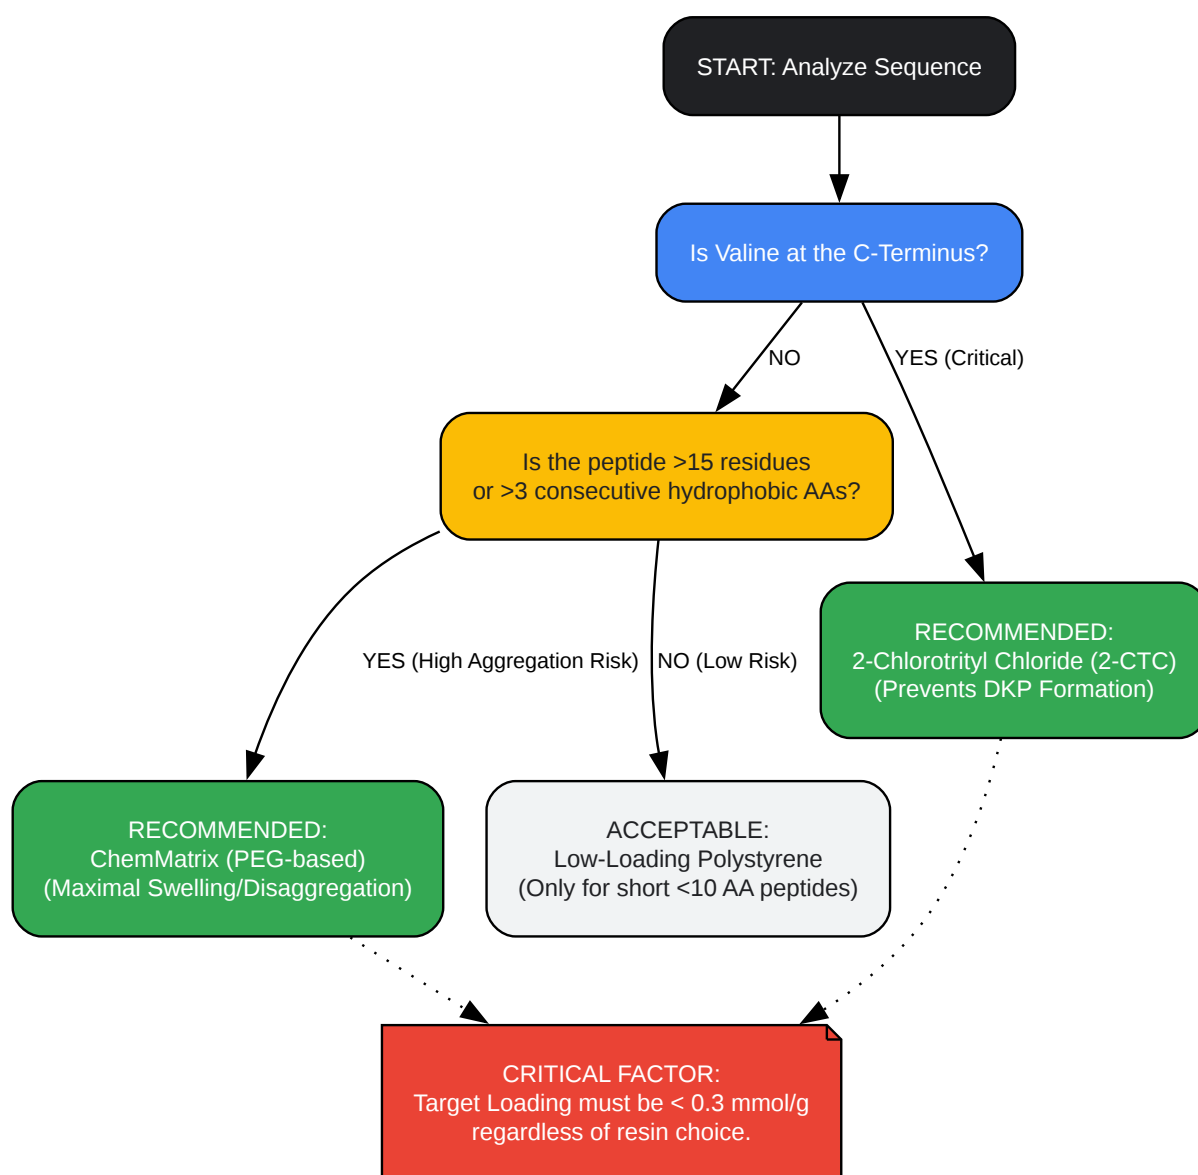 START: Analyze Sequence
Is Valine at the C-Terminus?
NO
YES (Critical)
Is the peptide >15 residues
or >3 consecutive hydrophobic AAs?
YES (High Aggregation Risk)
NO (Low Risk)
RECOMMENDED:
2-Chlorotrityl Chloride (2-CTC)
(Prevents DKP Formation)
RECOMMENDED:
ChemMatrix (PEG-based)
(Maximal Swelling/Disaggregation)
ACCEPTABLE:
Low-Loading Polystyrene
(Only for short <10 AA peptides)
CRITICAL FACTOR:
Target Loading must be < 0.3 mmol/g
regardless of resin choice.